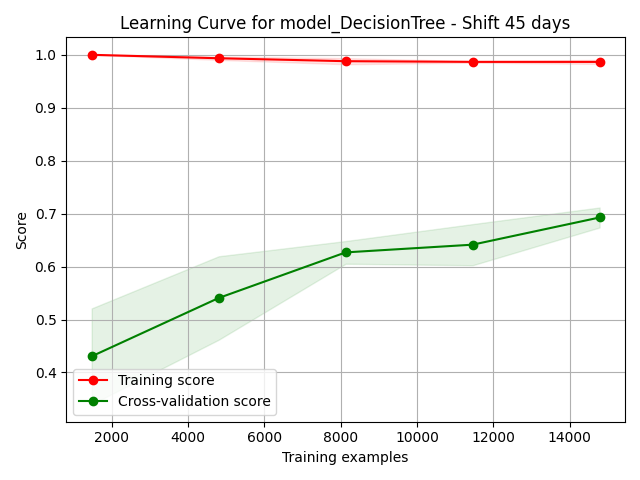 Learning Curve for model_DecisionTree - Shift 45 days
Score
1.0
0.9
0.8
0.7
0.6
0.5
0.4
Training score
Cross-validation score
2000 4000 6000 8000 10000 12000 14000
Training examples